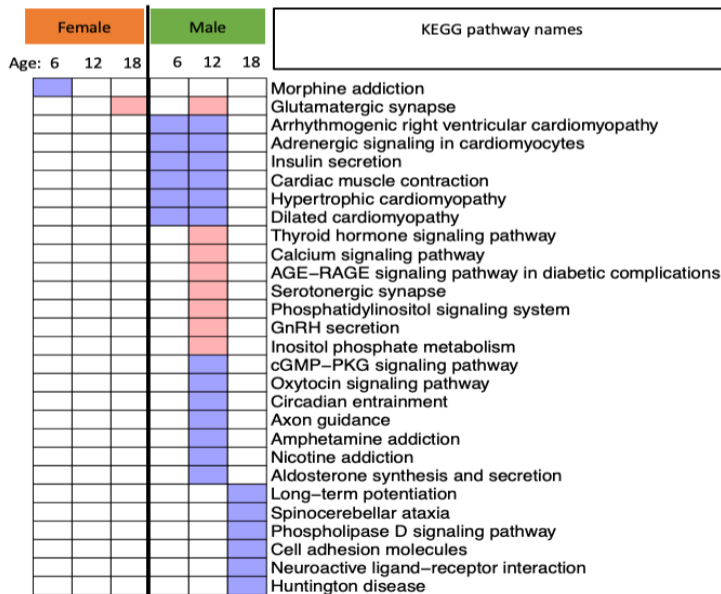 Female Male KEGG pathway names
Age: 6 12 18 6 12 18
Morphine addiction
Glutamatergic synapse
Arrhythmogenic right ventricular cardiomyopathy
Adrenergic signaling in cardiomyocytes
Insulin secretion
Cardiac muscle contraction
Hypertrophic cardiomyopathy
Dilated cardiomyopathy
Thyroid hormone signaling pathway
Calcium signaling pathway
AGE−RAGE signaling pathway in diabetic complications
Serotonergic synapse
Phosphatidylinositol signaling system
GnRH secretion
Inositol phosphate metabolism
cGMP−PKG signaling pathway
Oxytocin signaling pathway
Circadian entrainment
Axon guidance
Amphetamine addiction
Nicotine addiction
Aldosterone synthesis and secretion
Long−term potentiation
Spinocerebellar ataxia
Phospholipase D signaling pathway
Cell adhesion molecules
Neuroactive ligand−receptor interaction
Huntington disease